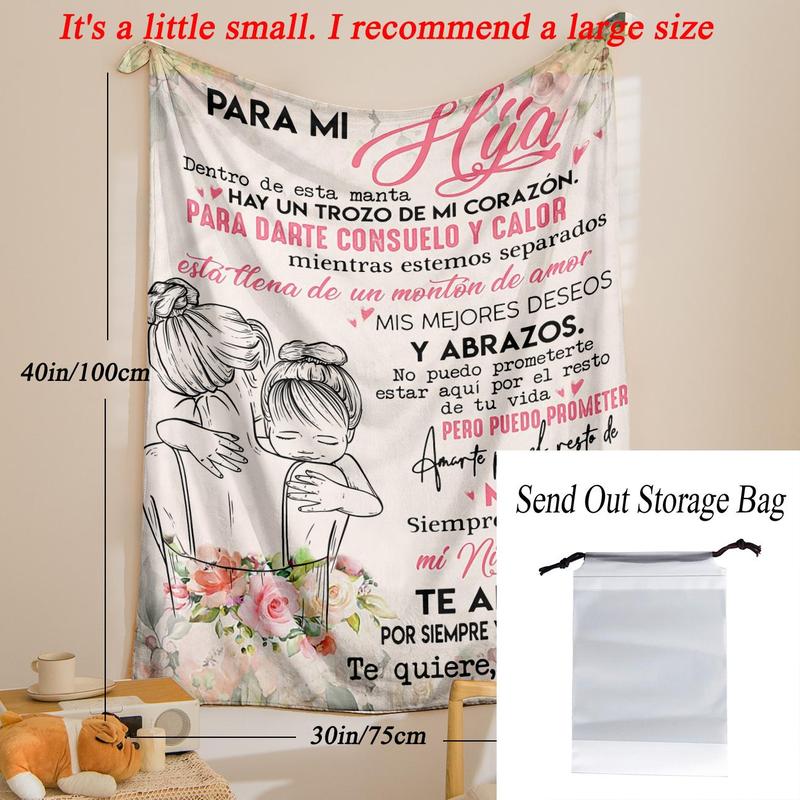 It's a little small. I recommend a large size
PARA MI Hija
Dentro de esta manta
HAY UN TROZO DE MI CORAZÓN.
PARA DARTE CONSUELO Y CALOR
mientras estemos separados
está llena de un montón de amor
MIS MEJORES DESEOS
Y ABRAZOS.
No puedo prometerte
estar aquí por el resto
de tu vida
PERO PUEDO PROMETER
Amarte resto de
Siempre
mi
TE
POR SIEMPRE Y
Te quiere,
40in/100cm
30in/75cm
Send Out Storage Bag